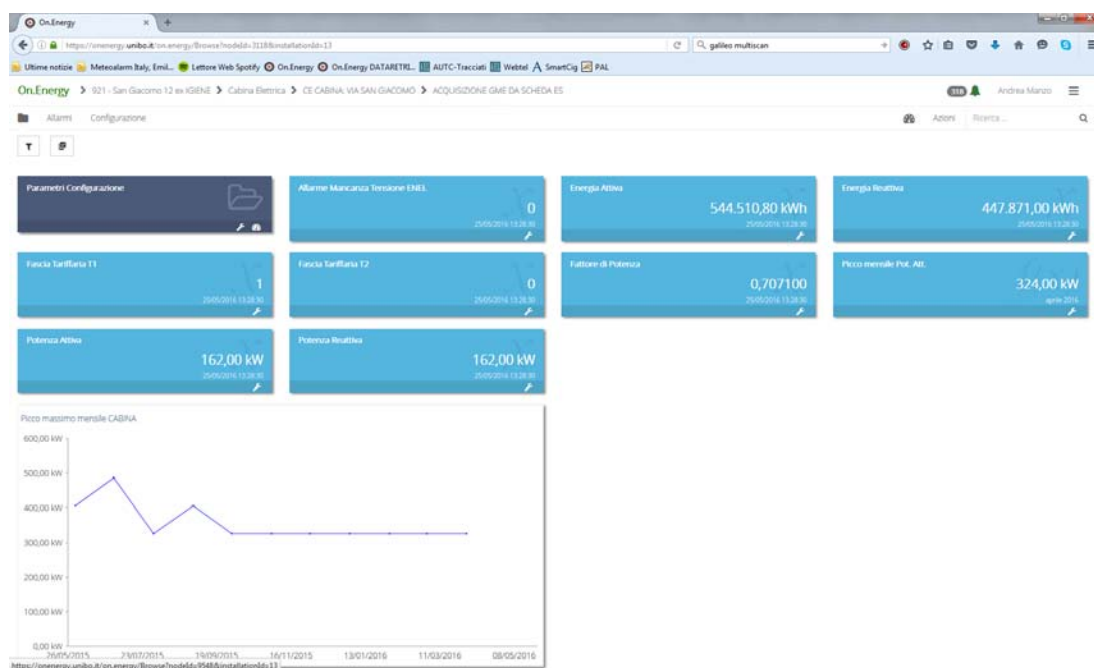 On.Energy
https://onenergy.unibo.it/on.energy/Browse?nodeId=3118&installationId=13
galileo multiscan
Ultime notizie Meteoalarm Italy, Emil... Lettore Web Spotify On.Energy On.Energy DATARETRI... AUTC-Tracciati Webtel SmartCig PAL
On.Energy 921 - San Giacomo 12 ex IGIENE Cabina Elettrica CE CABINA: VIA SAN GIACOMO ACQUISIZIONE GME DA SCHEDA ES Andrea Manzo
Allarmi Configurazione Azioni Ricerca ...
Parametri Configurazione
Allarme Mancanza Tensione ENEL
0
25/05/2016 13:28:30
Energia Attiva
544.510,80 kWh
25/05/2016 13:28:30
Energia Reattiva
447.871,00 kWh
25/05/2016 13:28:30
Fascia Tariffaria T1
1
25/05/2016 13:28:30
Fascia Tariffaria T2
0
25/05/2016 13:28:30
Fattore di Potenza
0,707100
25/05/2016 13:28:30
Picco mensile Pot. Att.
324,00 kW
aprile 2016
Potenza Attiva
162,00 kW
25/05/2016 13:28:30
Potenza Reattiva
162,00 kW
25/05/2016 13:28:30
Picco massimo mensile CABINA
600,00 kW
500,00 kW
400,00 kW
300,00 kW
200,00 kW
100,00 kW
0,00 kW
26/05/2015 23/07/2015 19/09/2015 16/11/2015 13/01/2016 11/03/2016 08/05/2016
https://onenergy.unibo.it/on.energy/Browse?nodeId=9548&installationId=13